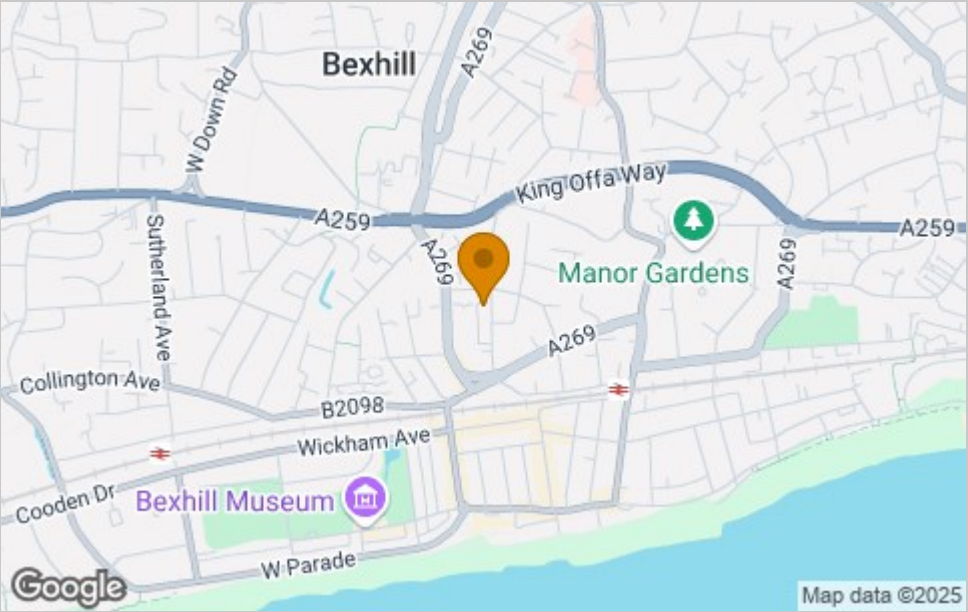 A269
Bexhill
W Down Rd
King Offa Way
A259
A259
Sutherland Ave
A269
Manor Gardens
A269
A269
Collington Ave
B2098
Wickham Ave
Cooden Dr
Bexhill Museum
W Parade
Google
Map data ©2025